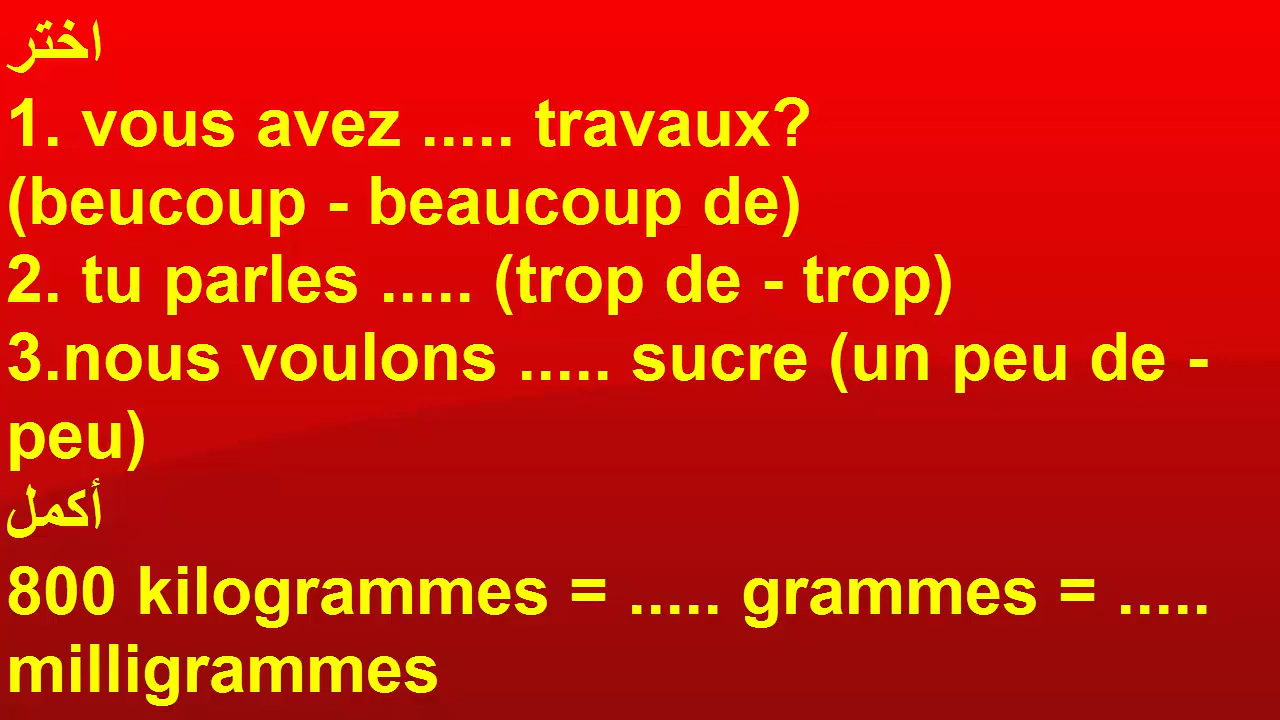 اختر
1. vous avez ..... travaux?
(beucoup - beaucoup de)
2. tu parles ..... (trop de - trop)
3.nous voulons ..... sucre (un peu de -
peu)
أكمل
800 kilogrammes = ..... grammes = .....
milligrammes